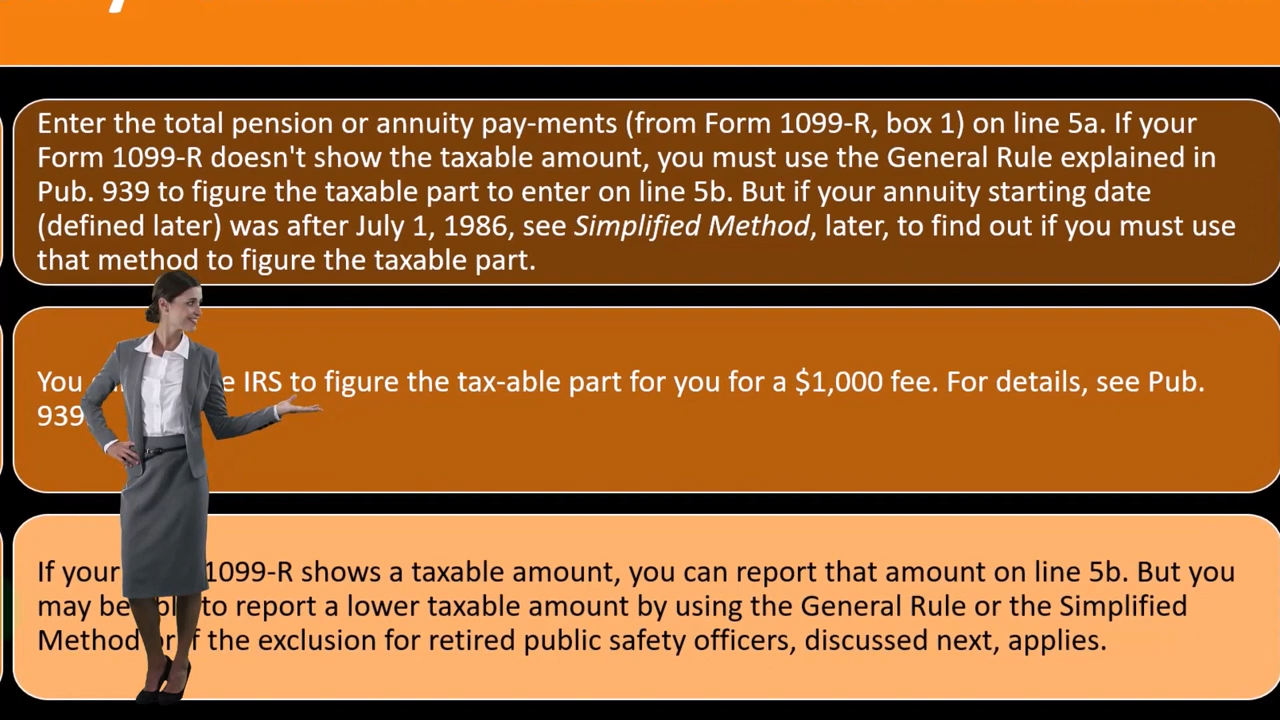 Enter the total pension or annuity pay-ments (from Form 1099-R, box 1) on line 5a. If your
Form 1099-R doesn't show the taxable amount, you must use the General Rule explained in
Pub. 939 to figure the taxable part to enter on line 5b. But if your annuity starting date
(defined later) was after July 1, 1986, see Simplified Method, later, to find out if you must use
that method to figure the taxable part.
You IRS to figure the tax-able part for you for a $1,000 fee. For details, see Pub.
939
If your 1099-R shows a taxable amount, you can report that amount on line 5b. But you
may be to report a lower taxable amount by using the General Rule or the Simplified
Method if the exclusion for retired public safety officers, discussed next, applies.